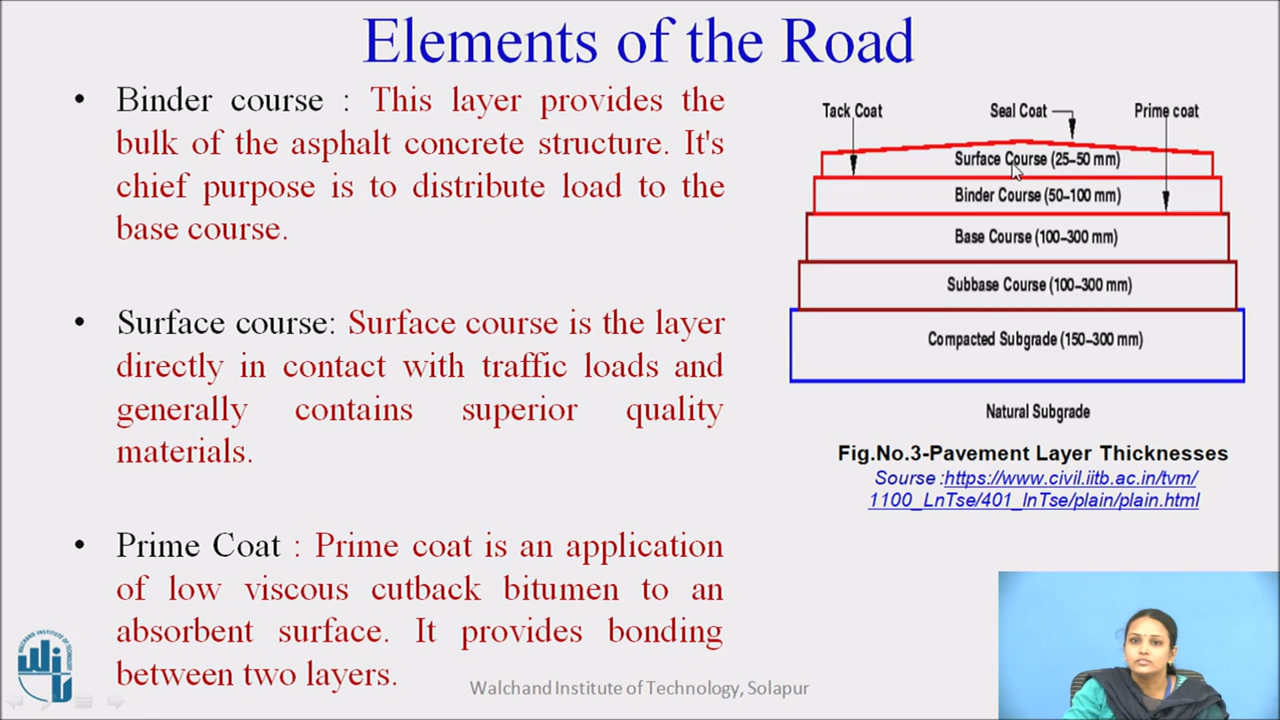 Elements of the Road
• Binder course : This layer provides the
bulk of the asphalt concrete structure. It's
chief purpose is to distribute load to the
base course.
• Surface course: Surface course is the layer
directly in contact with traffic loads and
generally contains superior quality
materials.
• Prime Coat : Prime coat is an application
of low viscous cutback bitumen to an
absorbent surface. It provides bonding
between two layers.
Tack Coat
Seal Coat
Prime coat
Surface Course (25–50 mm)
Binder Course (50–100 mm)
Base Course (100–300 mm)
Subbase Course (100–300 mm)
Compacted Subgrade (150–300 mm)
Natural Subgrade
Fig.No.3-Pavement Layer Thicknesses
Sourse :https://www.civil.iitb.ac.in/tvm/
1100_LnTse/401_lnTse/plain/plain.html
WALCHAND INSTITUTE OF TECHNOLOGY, SOLAPUR
WIT
Walchand Institute of Technology, Solapur